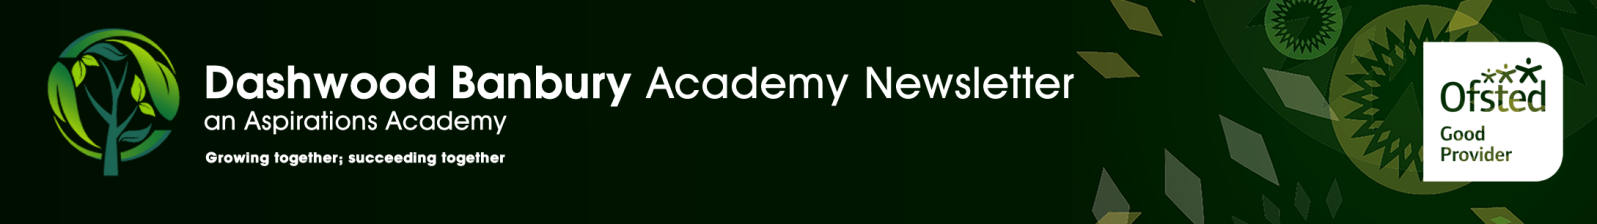 Dashwood Banbury Academy Newsletter
an Aspirations Academy
Growing together; succeeding together
Ofsted
Good
Provider